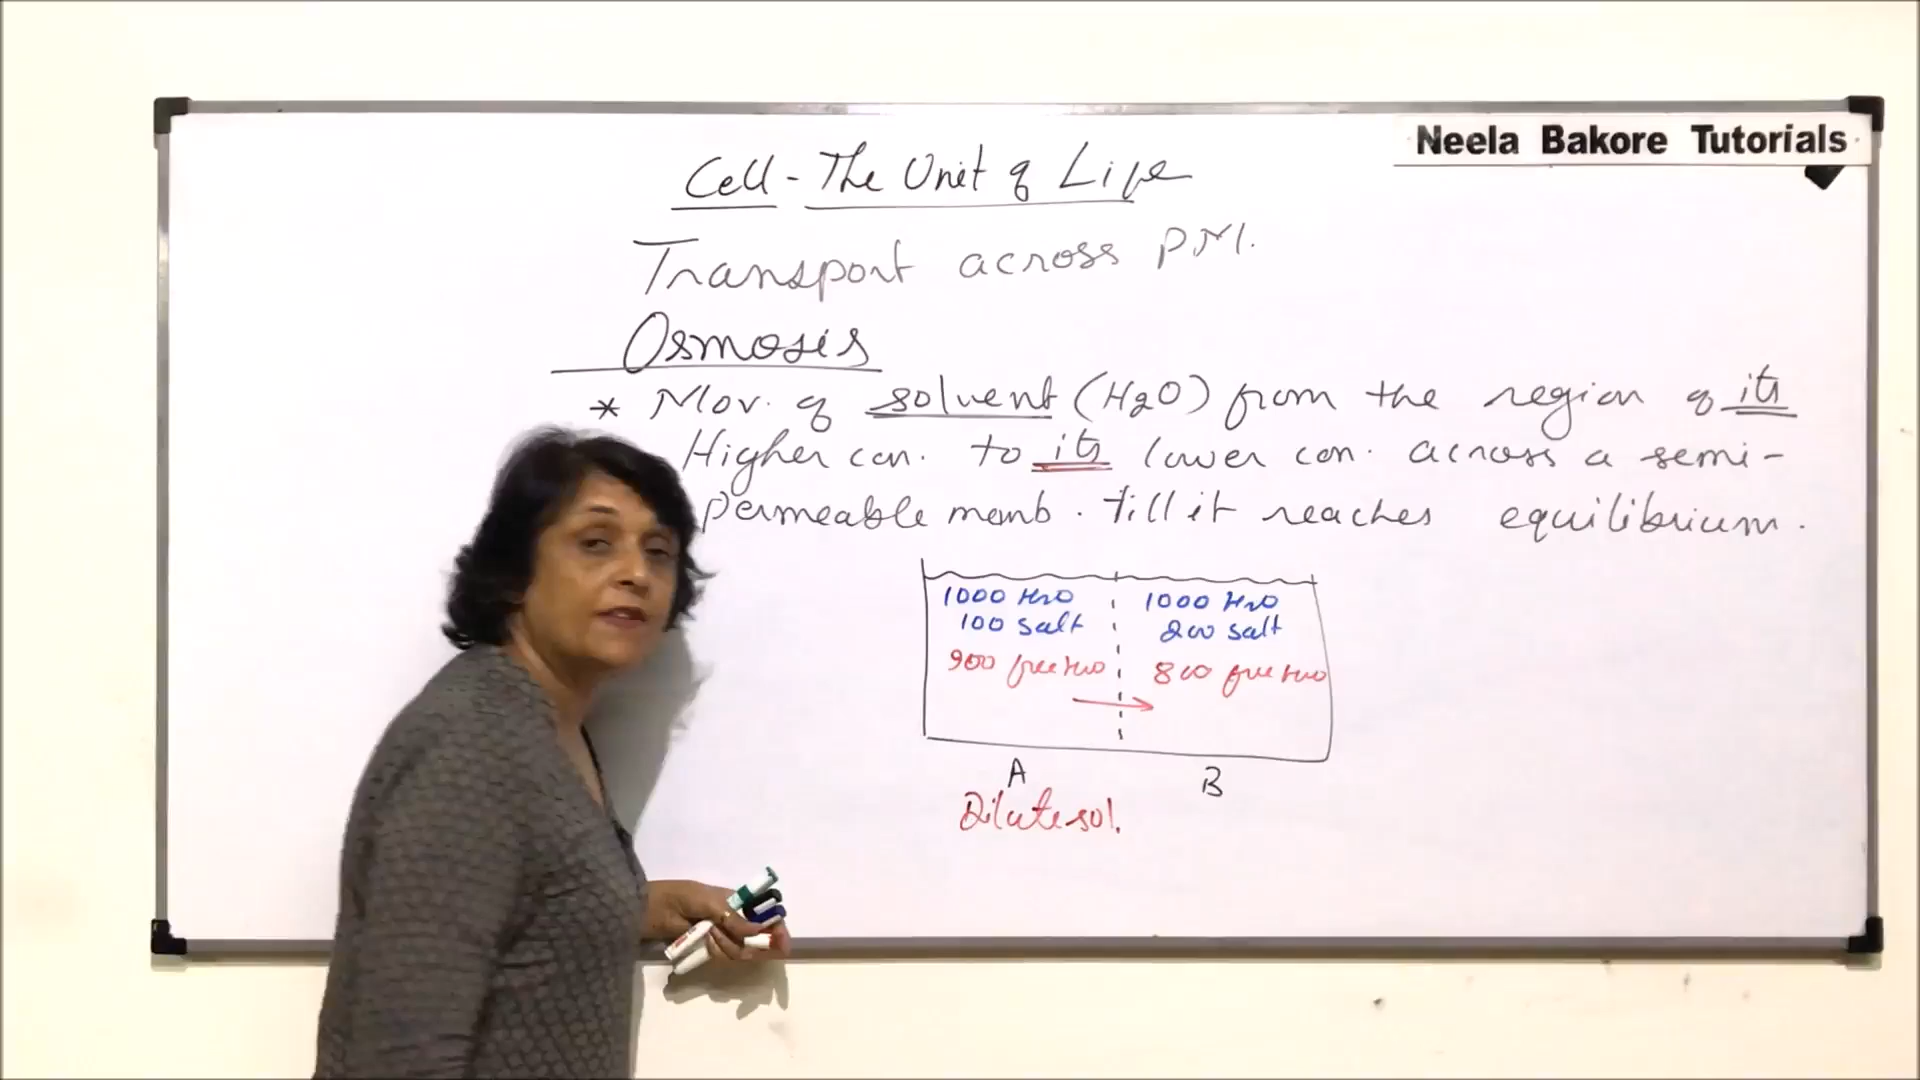 Neela Bakore Tutorials
Cell - The Unit of Life
Transport across P.M.
Osmosis
* Mov. of solvent (H2O) from the region of its
Higher con. to its lower con. across a semi-
permeable memb. till it reaches equilibrium.
1000 H2O 1000 H2O
100 salt 200 salt
900 free H2O 800 free H2O
A B
Dilute sol.